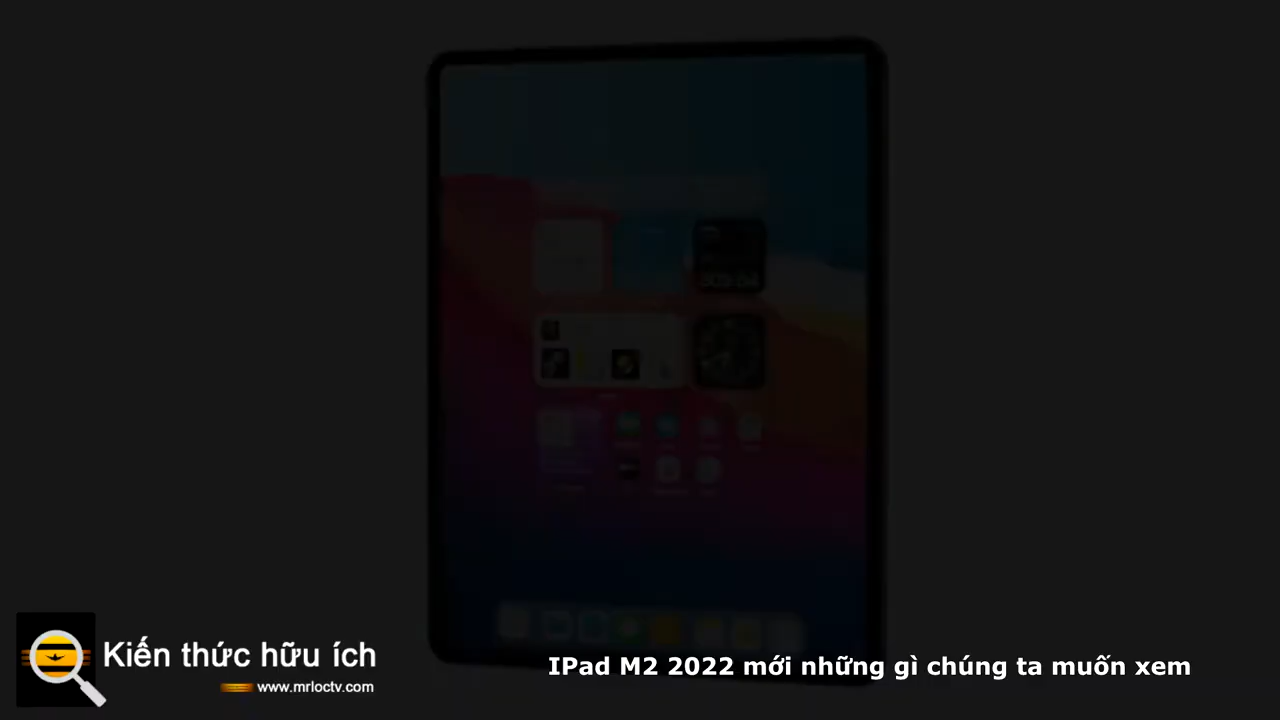 Kiến thức hữu ích
www.mrloctv.com
IPad M2 2022 mới những gì chúng ta muốn xem